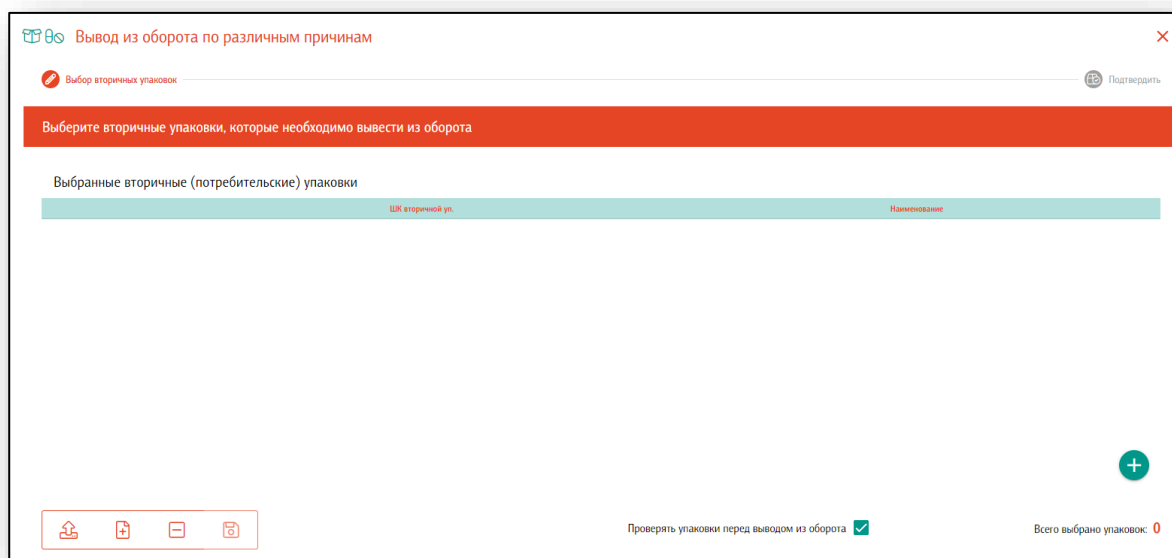 Вывод из оборота по различным причинам
Выбор вторичных упаковок
Подтвердить
Выберите вторичные упаковки, которые необходимо вывести из оборота
Выбранные вторичные (потребительские) упаковки
ШК вторичной уп. Наименование
Проверять упаковки перед выводом из оборота
Всего выбрано упаковок: 0